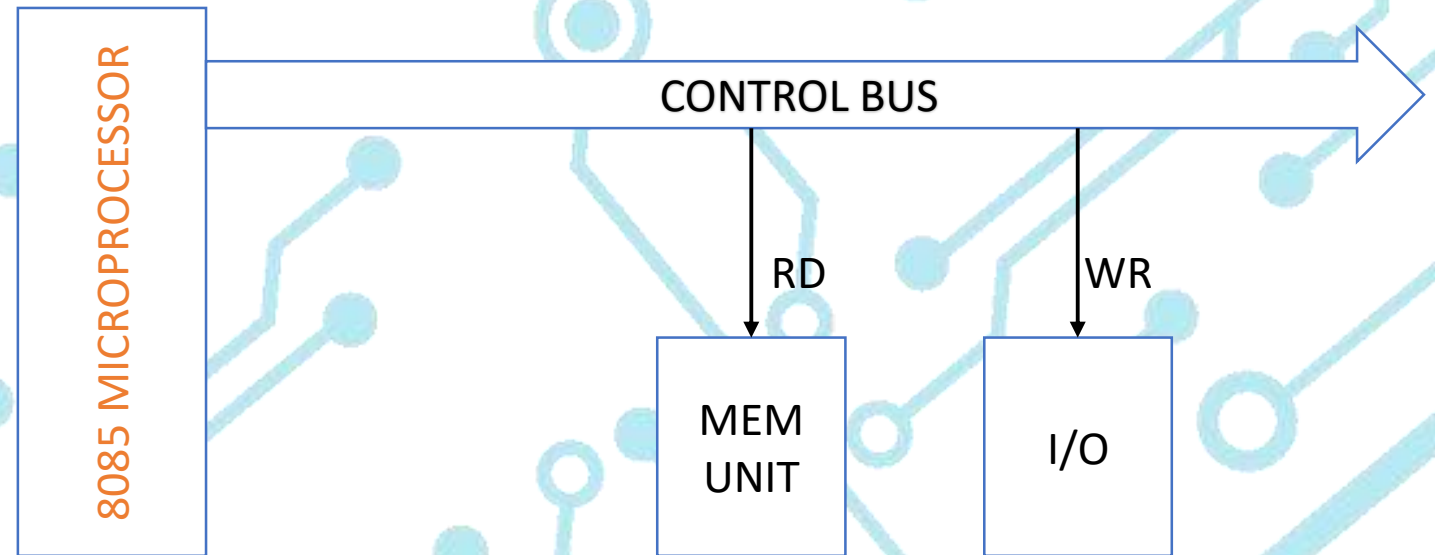 8085 MICROPROCESSOR
CONTROL BUS
RD
WR
MEM
UNIT
I/O